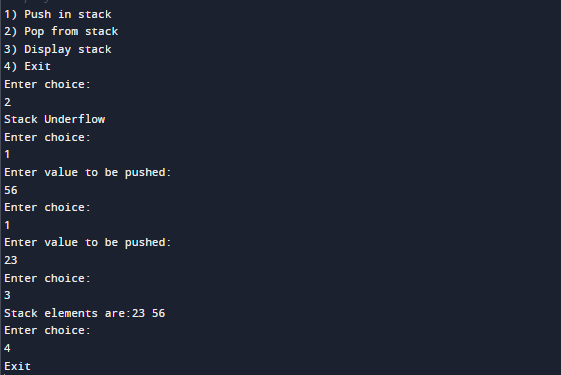 1) Push in stack
2) Pop from stack
3) Display stack
4) Exit
Enter choice:
2
Stack Underflow
Enter choice:
1
Enter value to be pushed:
56
Enter choice:
1
Enter value to be pushed:
23
Enter choice:
3
Stack elements are:23 56
Enter choice:
4
Exit